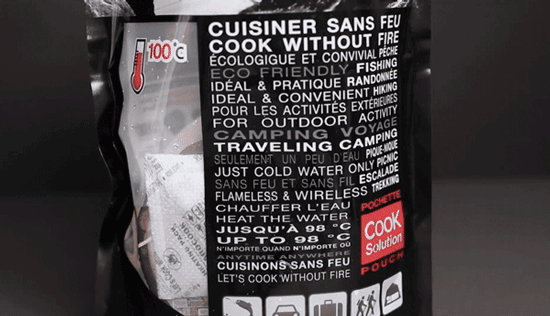 100°C
CUISINER SANS FEU
COOK WITHOUT FIRE
ÉCOLOGIGUE ET CONVIVIAL PÊCHE
ECO FRIENDLY FISHING
IDÉAL & PRATIQUE RANDONNÉE
IDEAL & CONVENIENT HIKING
POUR LES ACTIVITÉS EXTÉRIEURES
FOR OUTDOOR ACTIVITY
CAMPING VOYAGE
TRAVELING CAMPING
SEULEMENT UN PEU D'EAU PIQUE-NIQUE
JUST COLD WATER ONLY PICNIC
SANS FEU ET SANS FIL ESCALADE
FLAMELESS & WIRELESS TREKKING
CHAUFFER L'EAU
HEAT THE WATER
JUSQU'À 98 °C
UP TO 98 °C
N'IMPORTE QUAND N'IMPORTE OÙ
ANYTIME ANYWHERE
CUISINONS SANS FEU
LET'S COOK WITHOUT FIRE
POCHETTE
COOK
Solution
POUCH